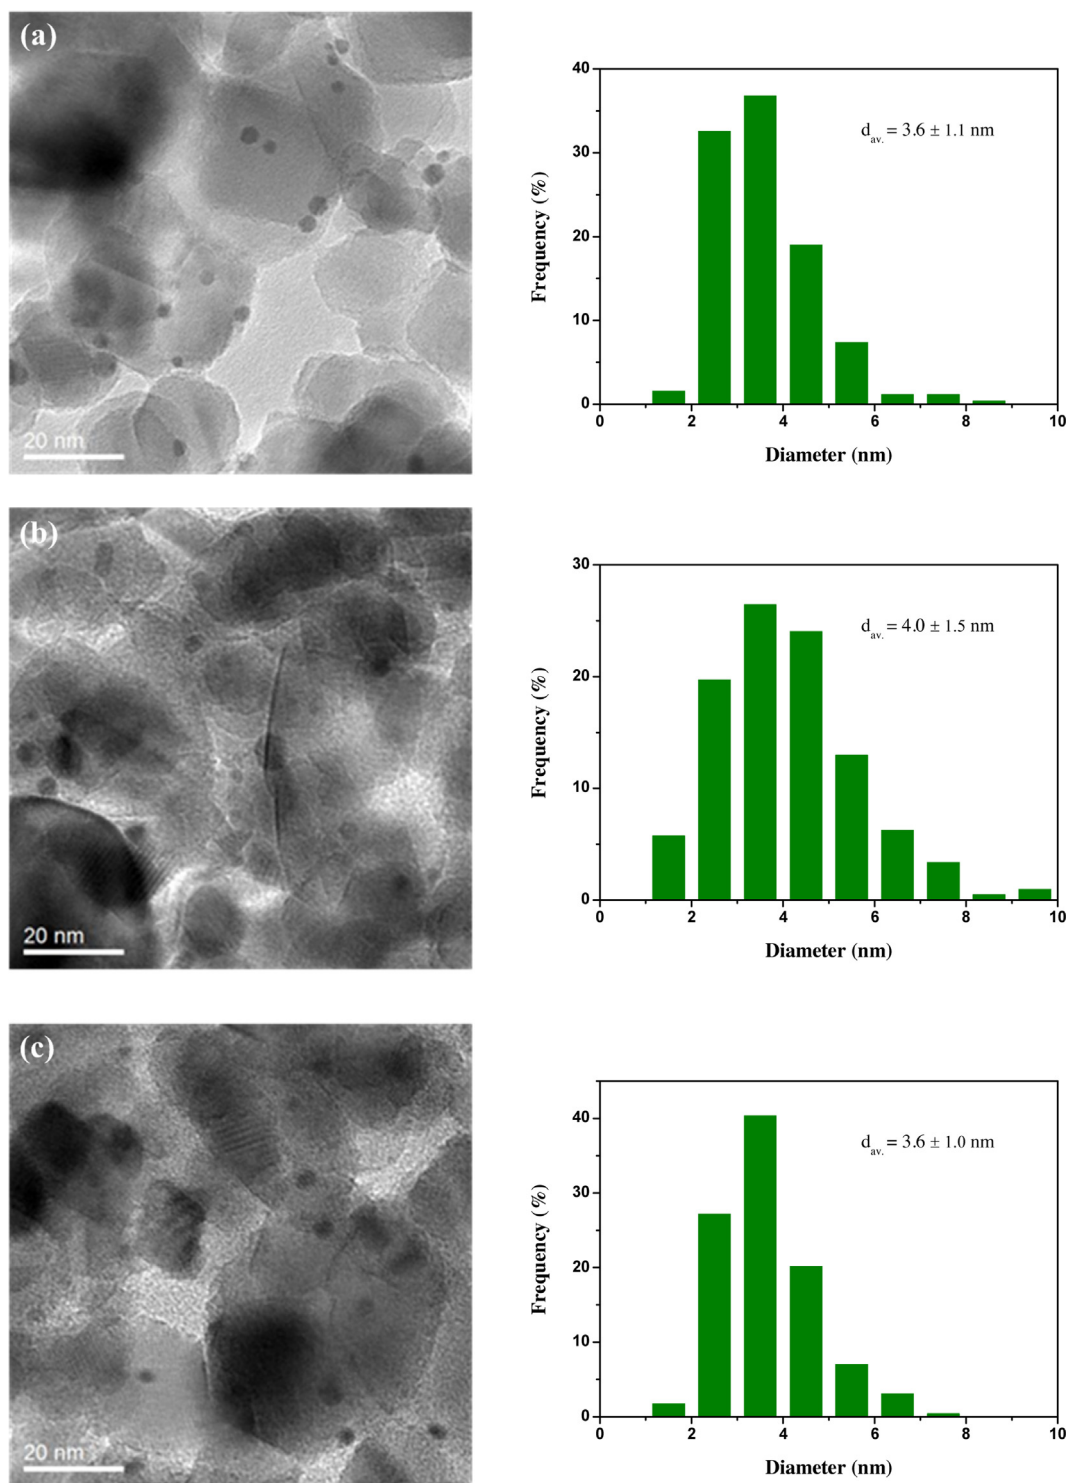 (a)
20 nm
40
30
20
10
0
Frequency (%)
d_av. = 3.6 ± 1.1 nm
0 2 4 6 8 10
Diameter (nm)
(b)
20 nm
30
20
10
0
Frequency (%)
d_av. = 4.0 ± 1.5 nm
0 2 4 6 8 10
Diameter (nm)
(c)
20 nm
40
30
20
10
0
Frequency (%)
d_av. = 3.6 ± 1.0 nm
0 2 4 6 8 10
Diameter (nm)